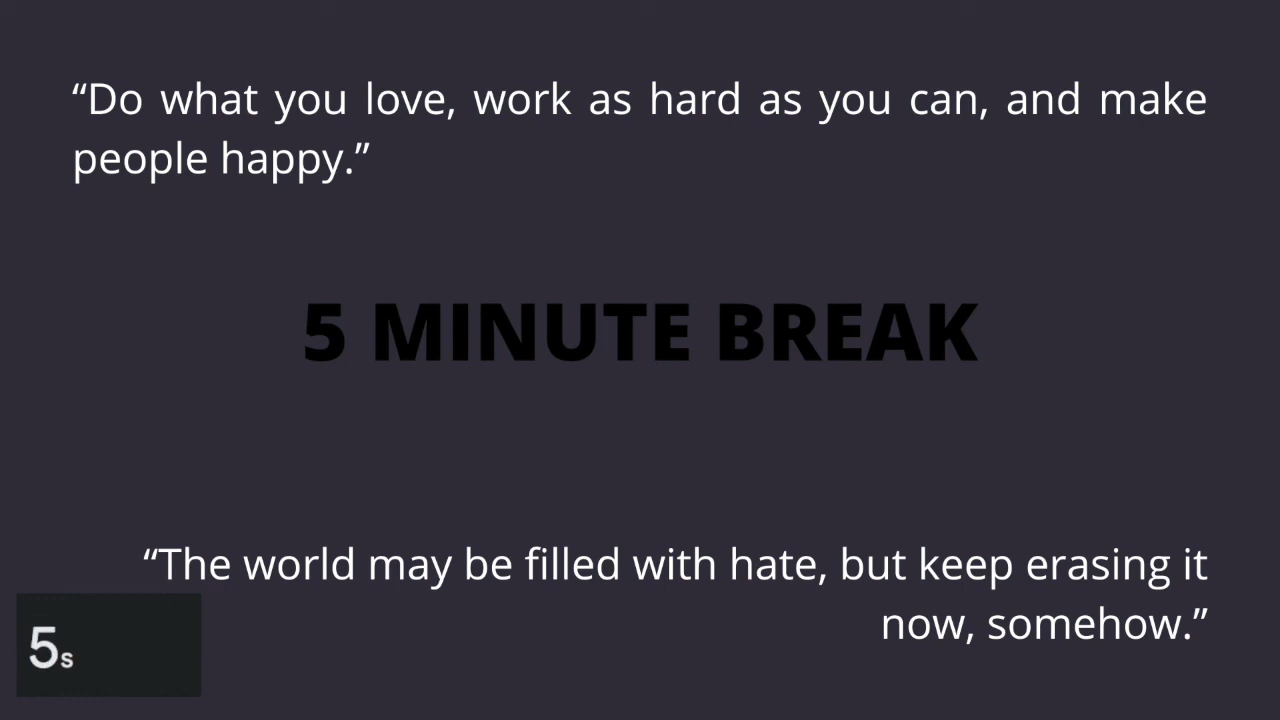 “Do what you love, work as hard as you can, and make
people happy.”
5 MINUTE BREAK
“The world may be filled with hate, but keep erasing it
now, somehow.”
5s